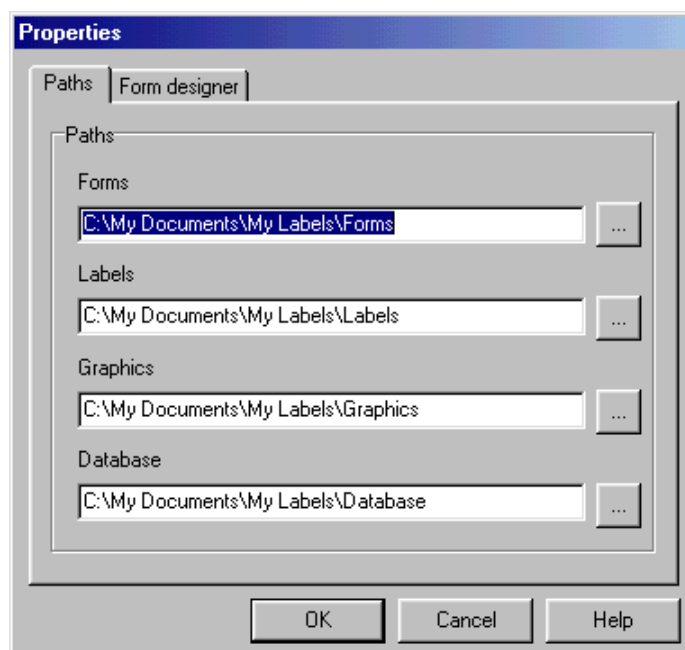 Properties
Paths
Form designer
Paths
Forms
C:\My Documents\My Labels\Forms
...
Labels
C:\My Documents\My Labels\Labels
...
Graphics
C:\My Documents\My Labels\Graphics
...
Database
C:\My Documents\My Labels\Database
...
OK
Cancel
Help